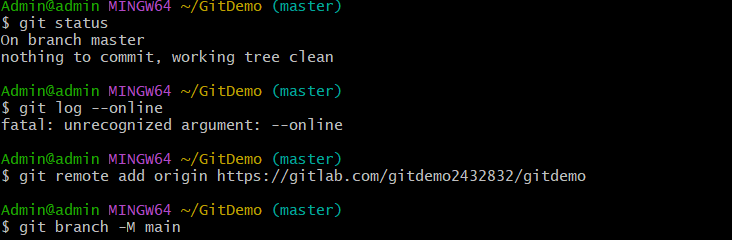 Admin@admin MINGW64 ~/GitDemo (master)
$ git status
On branch master
nothing to commit, working tree clean
Admin@admin MINGW64 ~/GitDemo (master)
$ git log --online
fatal: unrecognized argument: --online
Admin@admin MINGW64 ~/GitDemo (master)
$ git remote add origin https://gitlab.com/gitdemo2432832/gitdemo
Admin@admin MINGW64 ~/GitDemo (master)
$ git branch -M main